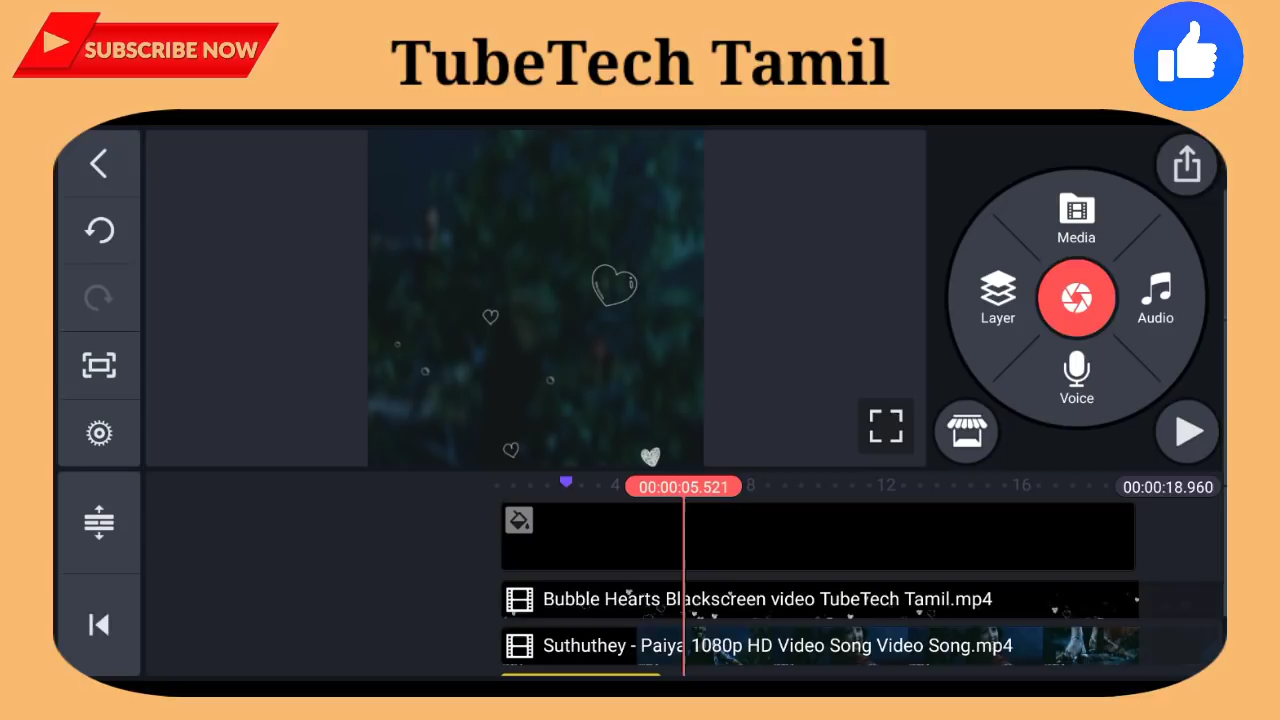 SUBSCRIBE NOW
TubeTech Tamil
Media
Layer
Audio
Voice
4
00:00:05.521
8
12
16
00:00:18.960
Bubble Hearts Blackscreen video TubeTech Tamil.mp4
Suthuthey - Paiya 1080p HD Video Song Video Song.mp4